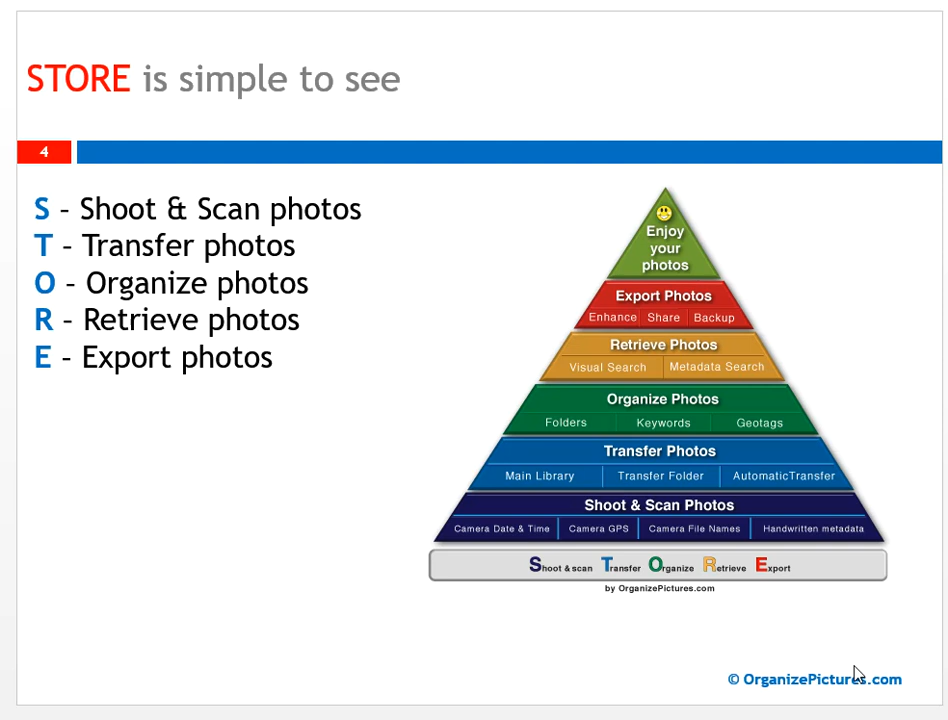 STORE is simple to see
4
S – Shoot & Scan photos
T – Transfer photos
O – Organize photos
R – Retrieve photos
E – Export photos
Enjoy
your
photos
Export Photos
Enhance Share Backup
Retrieve Photos
Visual Search Metadata Search
Organize Photos
Folders Keywords Geotags
Transfer Photos
Main Library Transfer Folder AutomaticTransfer
Shoot & Scan Photos
Camera Date & Time Camera GPS Camera File Names Handwritten metadata
Shoot & scan Transfer Organize Retrieve Export
by OrganizePictures.com
© OrganizePictures.com